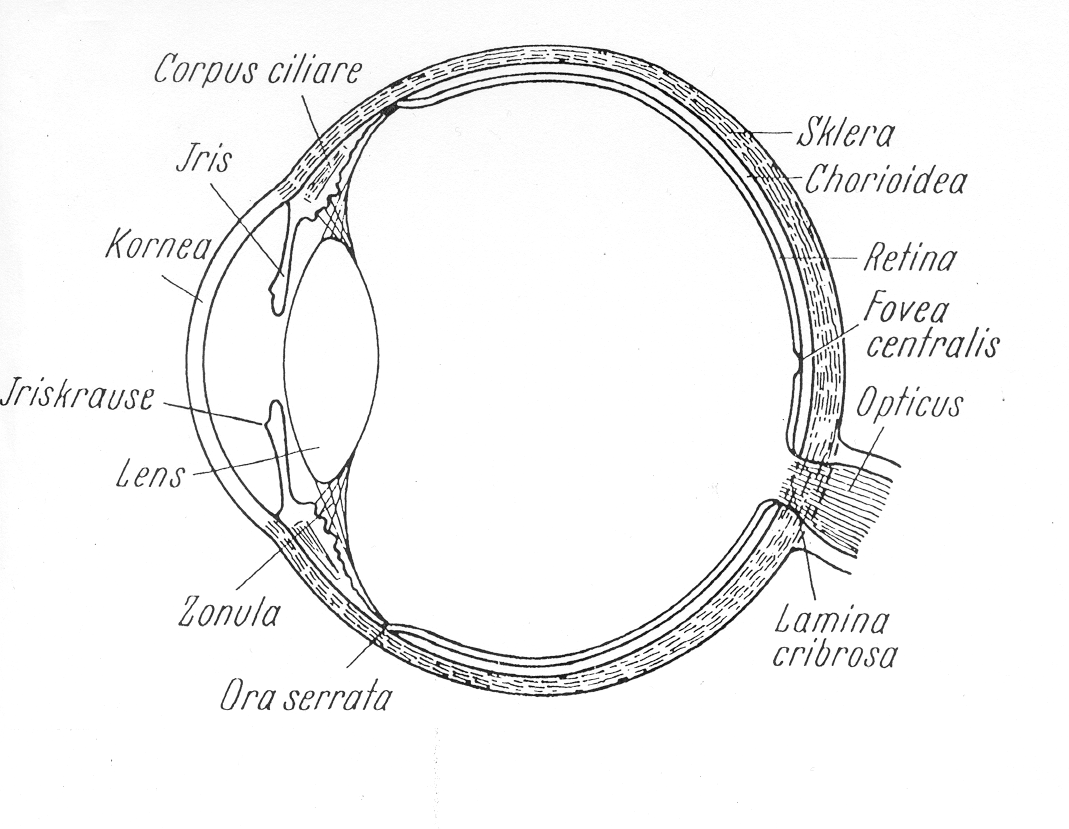 Corpus ciliare
Jris
Kornea
Jriskrause
Lens
Zonula
Ora serrata
Sklera
Chorioidea
Retina
Fovea
centralis
Opticus
Lamina
cribrosa